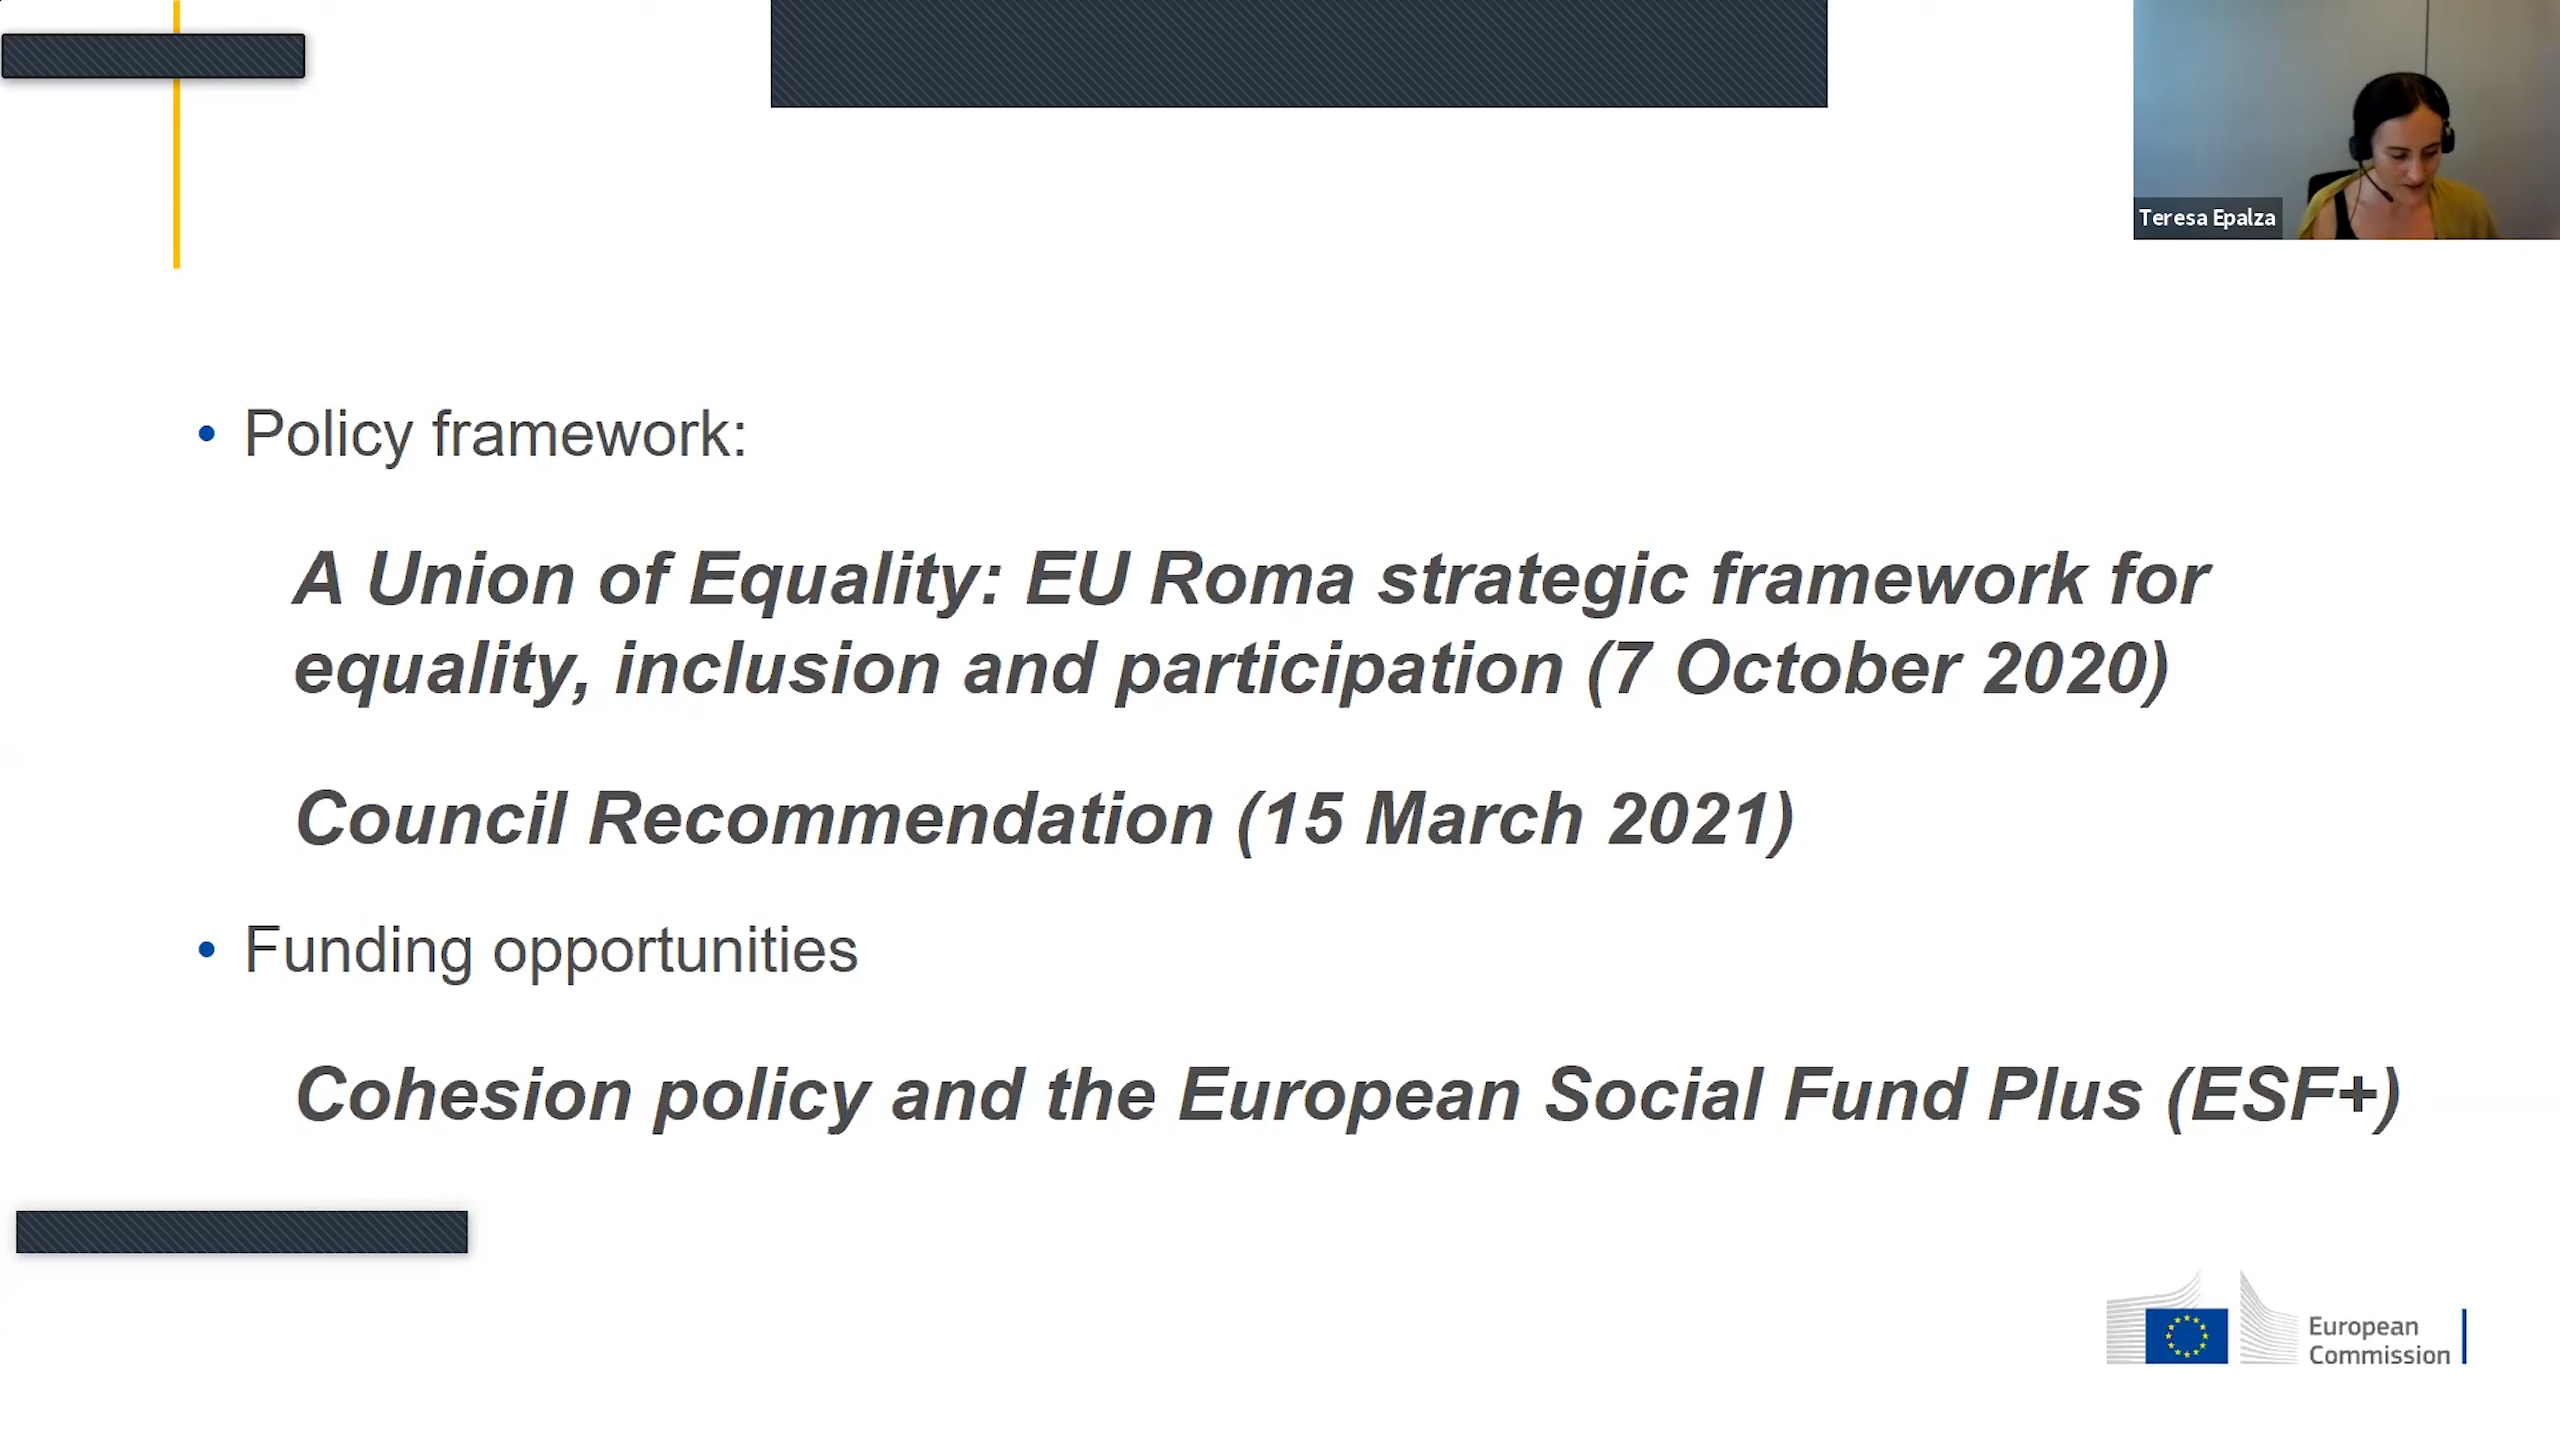 Teresa Epalza
• Policy framework:
A Union of Equality: EU Roma strategic framework for
equality, inclusion and participation (7 October 2020)
Council Recommendation (15 March 2021)
• Funding opportunities
Cohesion policy and the European Social Fund Plus (ESF+)
European
Commission